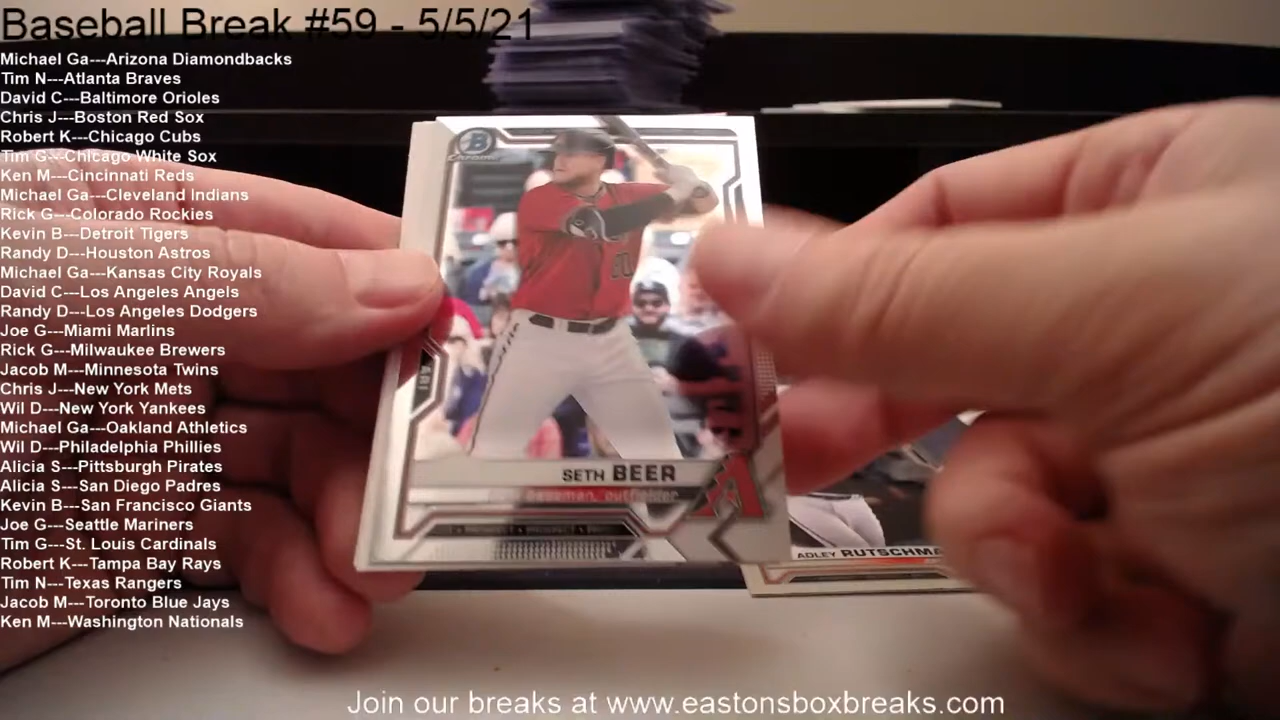 Baseball Break #59 - 5/5/21
Michael Ga---Arizona Diamondbacks
Tim N---Atlanta Braves
David C---Baltimore Orioles
Chris J---Boston Red Sox
Robert K---Chicago Cubs
Tim G---Chicago White Sox
Ken M---Cincinnati Reds
Michael Ga---Cleveland Indians
Rick G---Colorado Rockies
Kevin B---Detroit Tigers
Randy D---Houston Astros
Michael Ga---Kansas City Royals
David C---Los Angeles Angels
Randy D---Los Angeles Dodgers
Joe G---Miami Marlins
Rick G---Milwaukee Brewers
Jacob M---Minnesota Twins
Chris J---New York Mets
Wil D---New York Yankees
Michael Ga---Oakland Athletics
Wil D---Philadelphia Phillies
Alicia S---Pittsburgh Pirates
Alicia S---San Diego Padres
Kevin B---San Francisco Giants
Joe G---Seattle Mariners
Tim G---St. Louis Cardinals
Robert K---Tampa Bay Rays
Tim N---Texas Rangers
Jacob M---Toronto Blue Jays
Ken M---Washington Nationals
B
Chrome
ARI
SETH BEER
baseman, outfielder
ADLEY RUTSCHMA
Join our breaks at www.eastonsboxbreaks.com